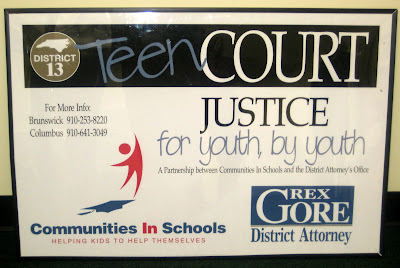 DISTRICT
13
Teen COURT
For More Info:
Brunswick 910-253-8220
Columbus 910-641-3049
JUSTICE
for youth, by youth
A Partnership between Communities In Schools and the District Attorney's Office
Communities In Schools
HELPING KIDS TO HELP THEMSELVES
REX
GORE
District Attorney